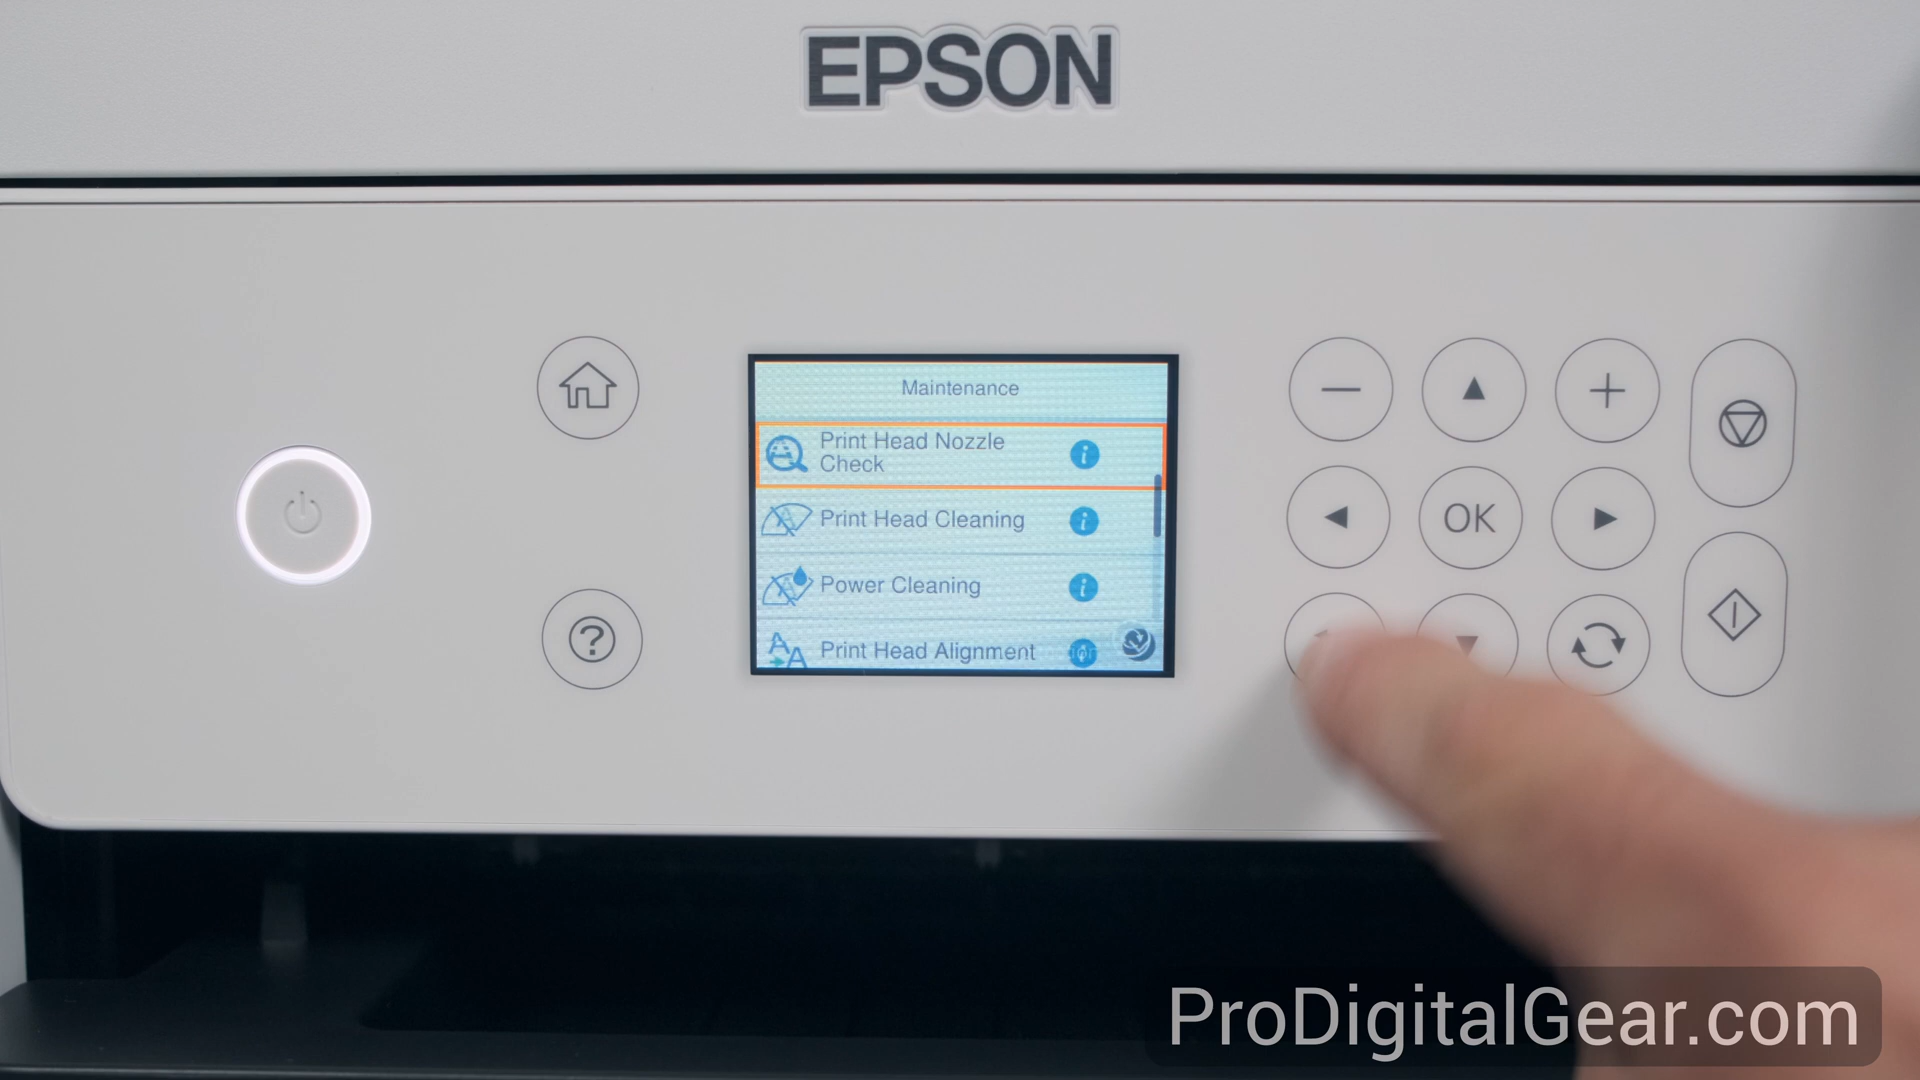 EPSON
Maintenance
Print Head Nozzle
Check
Print Head Cleaning
Power Cleaning
Print Head Alignment
OK
ProDigitalGear.com